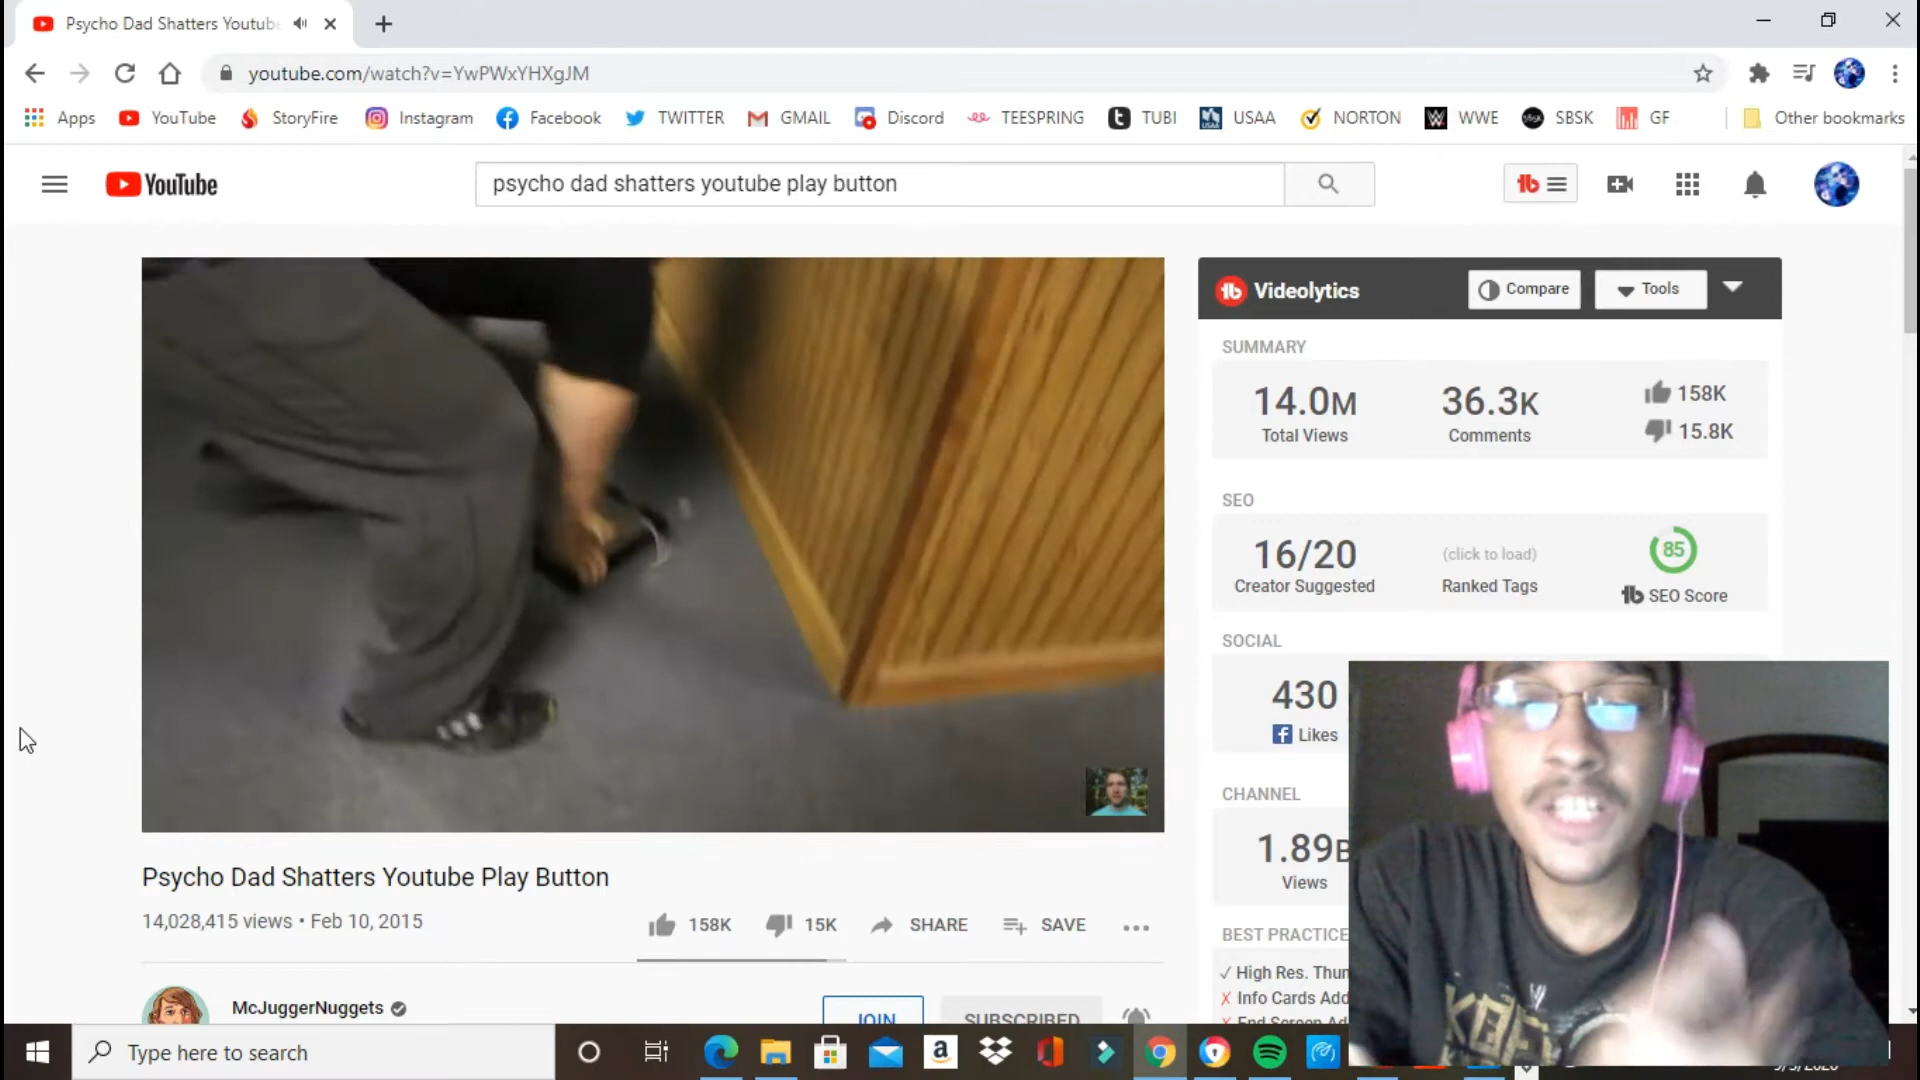 Psycho Dad Shatters Youtub
youtube.com/watch?v=YwPWxYHXgJM
Apps YouTube StoryFire Instagram Facebook TWITTER GMAIL Discord TEESPRING TUBI USAA NORTON WWE SBSK GF Other bookmarks
YouTube
psycho dad shatters youtube play button
Videolytics Compare Tools
SUMMARY
14.0M 36.3K 158K
Total Views Comments 15.8K
SEO
16/20 (click to load) 85
Creator Suggested Ranked Tags SEO Score
SOCIAL
430
Likes
CHANNEL
1.89B
Views
BEST PRACTICE
High Res. Thu
Info Cards Add
End Screen Ad
Psycho Dad Shatters Youtube Play Button
14,028,415 views • Feb 10, 2015
158K 15K SHARE SAVE
McJuggerNuggets
JOIN SUBSCRIBED
Type here to search